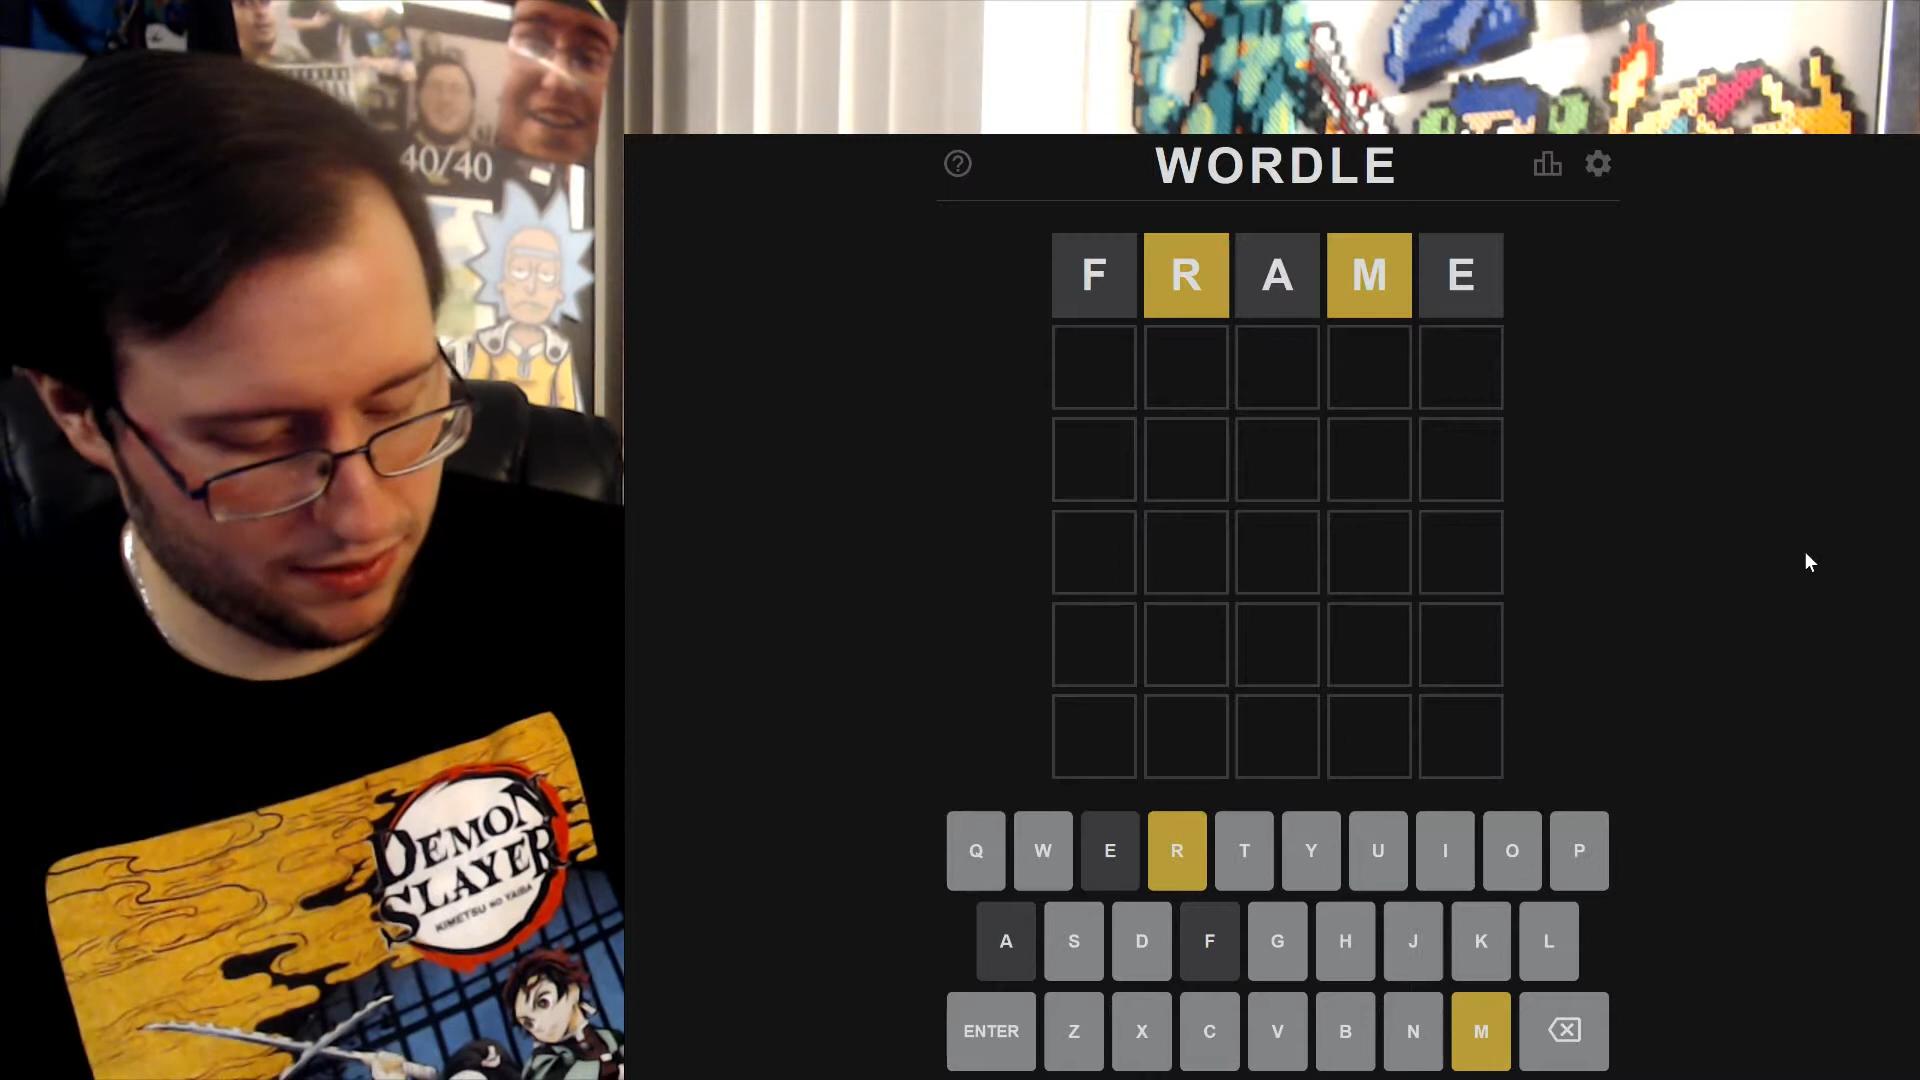 40/40
WORDLE
F R A M E
Q W E R T Y U I O P
A S D F G H J K L
ENTER Z X C V B N M
DEMON
SLAYER
KIMETSU NO YAIBA